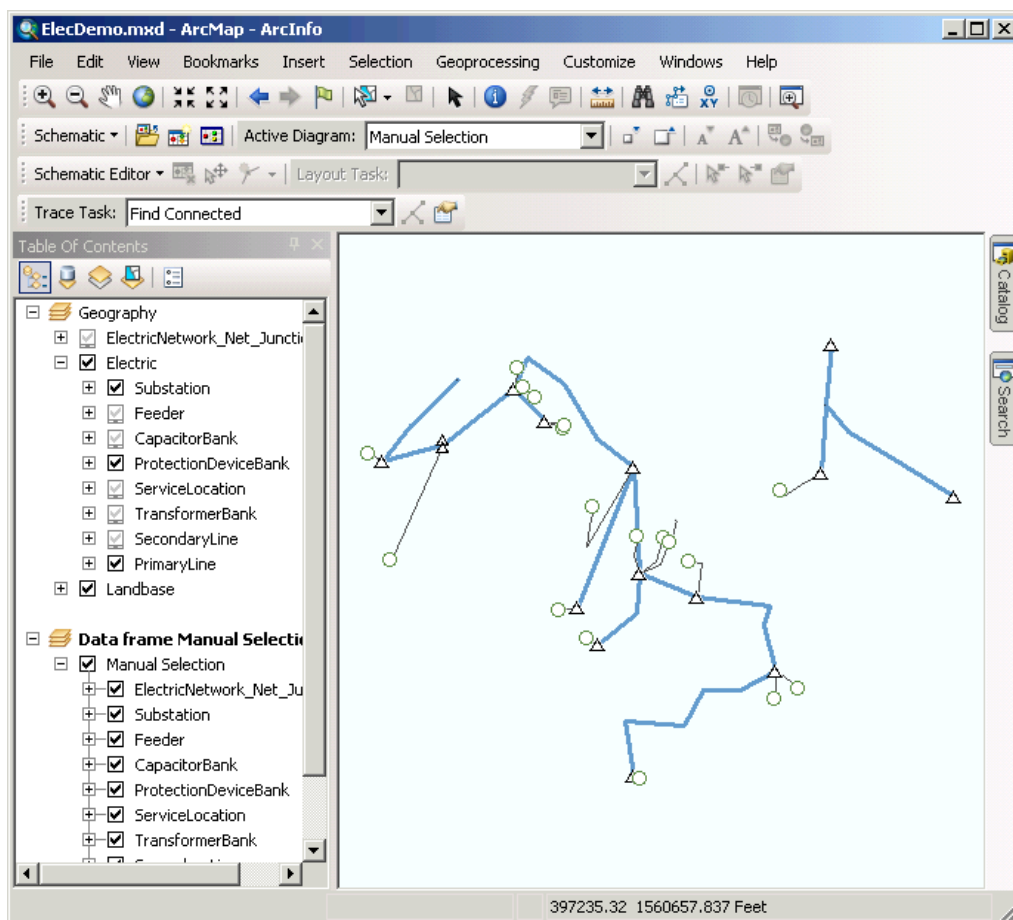 ElecDemo.mxd - ArcMap - ArcInfo
File Edit View Bookmarks Insert Selection Geoprocessing Customize Windows Help
XY
Schematic Active Diagram: Manual Selection A A
Schematic Editor Layout Task:
Trace Task: Find Connected
Table Of Contents
Geography
ElectricNetwork_Net_Juncti
Electric
Substation
Feeder
CapacitorBank
ProtectionDeviceBank
ServiceLocation
TransformerBank
SecondaryLine
PrimaryLine
Landbase
Data frame Manual Selectic
Manual Selection
ElectricNetwork_Net_Ju
Substation
Feeder
CapacitorBank
ProtectionDeviceBank
ServiceLocation
TransformerBank
Catalog
Search
397235.32 1560657.837 Feet